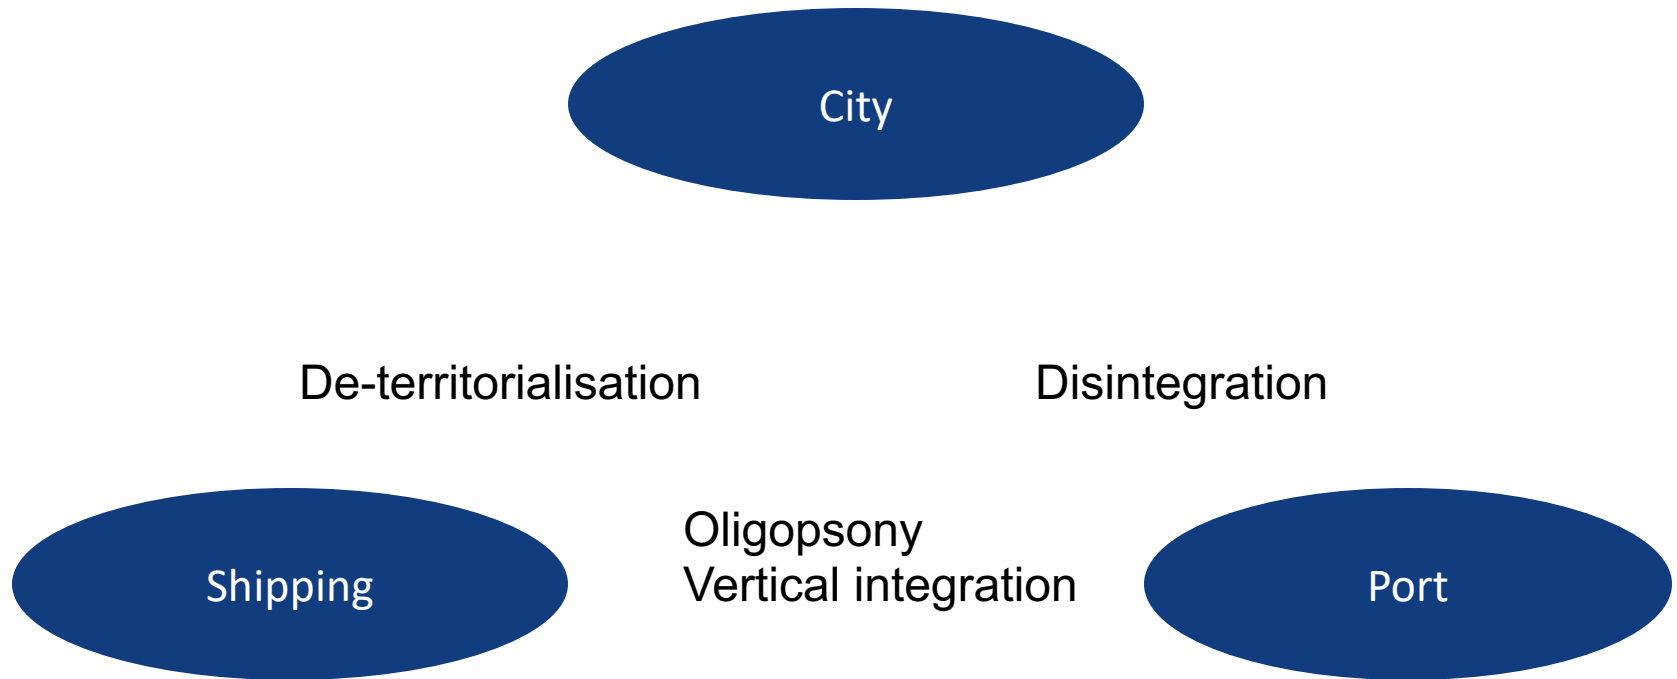 City
De-territorialisation
Disintegration
Oligopsony
Vertical integration
Shipping
Port